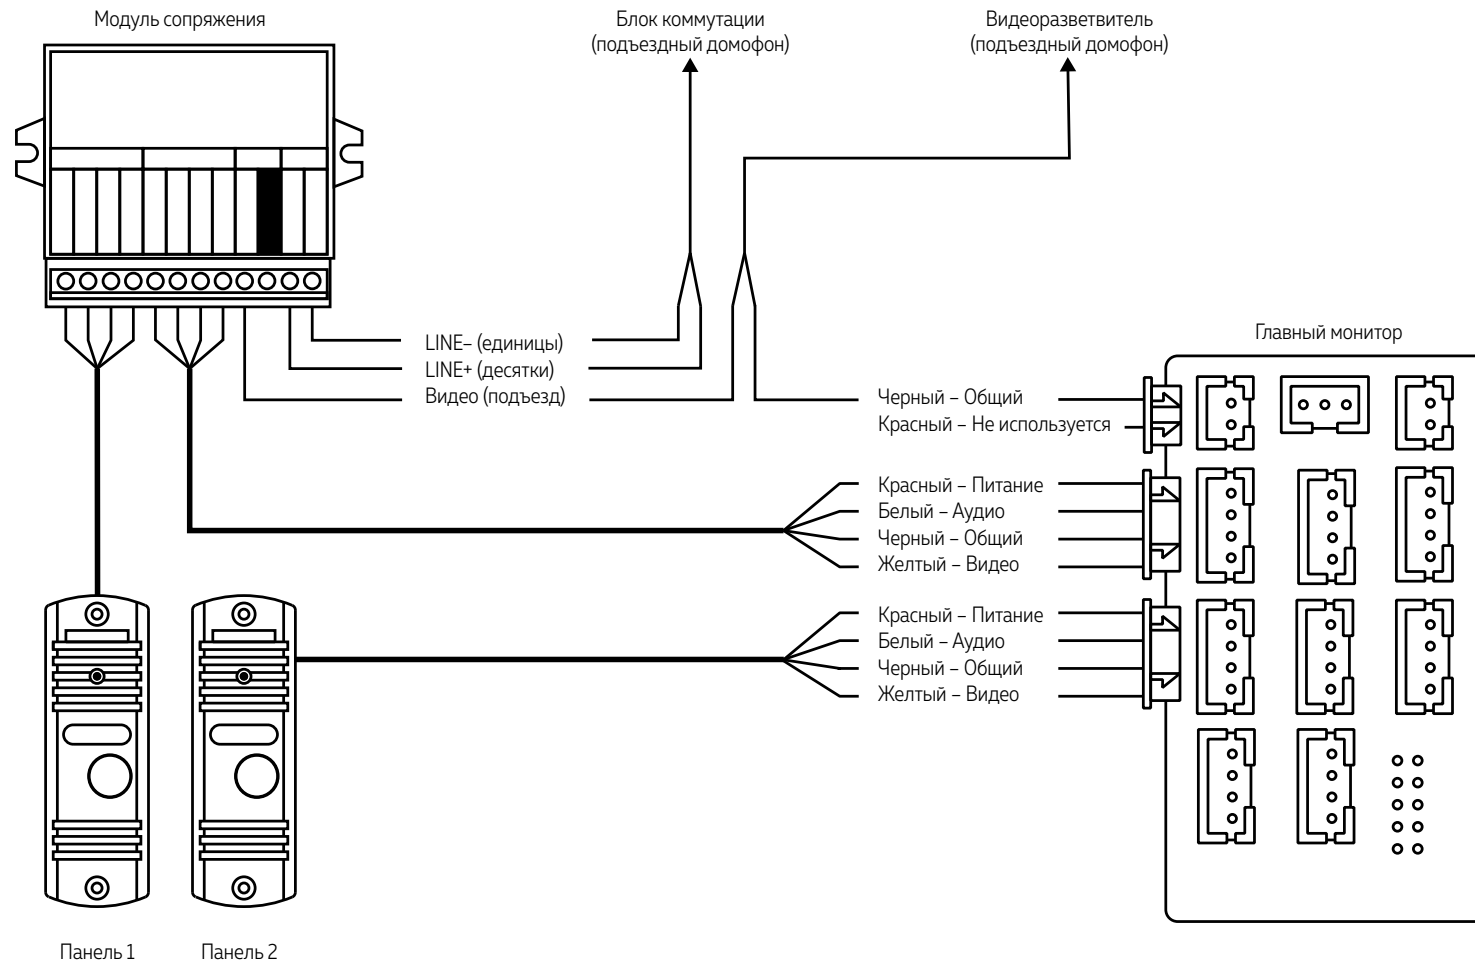 Модуль сопряжения
Блок коммутации
(подъездный домофон)
Видеоразветвитель
(подъездный домофон)
LINE– (единицы)
LINE+ (десятки)
Видео (подъезд)
Главный монитор
Черный – Общий
Красный – Не используется
Красный – Питание
Белый – Аудио
Черный – Общий
Желтый – Видео
Красный – Питание
Белый – Аудио
Черный – Общий
Желтый – Видео
Панель 1
Панель 2